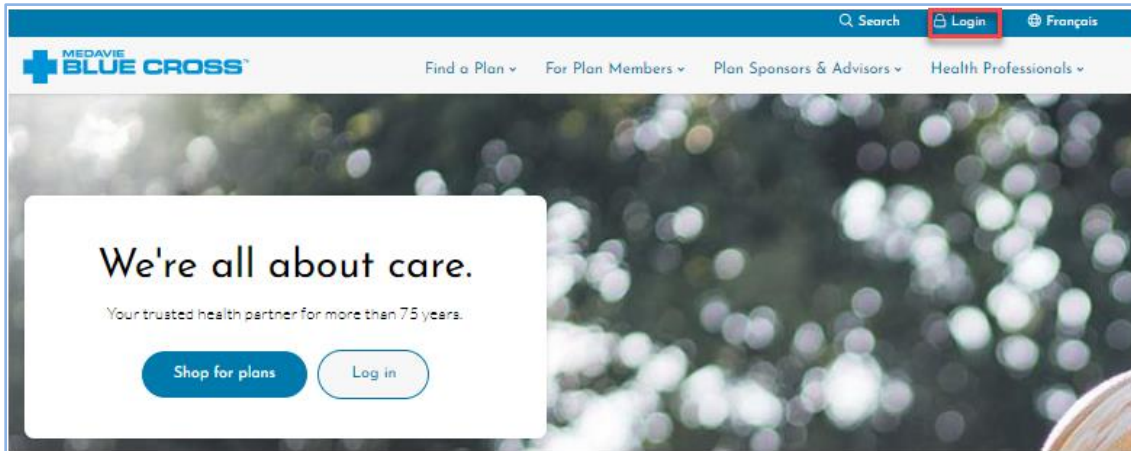 Search Login Français
MEDAVIE
BLUE CROSS™
Find a Plan For Plan Members Plan Sponsors & Advisors Health Professionals
We're all about care.
Your trusted health partner for more than 75 years.
Shop for plans Log in